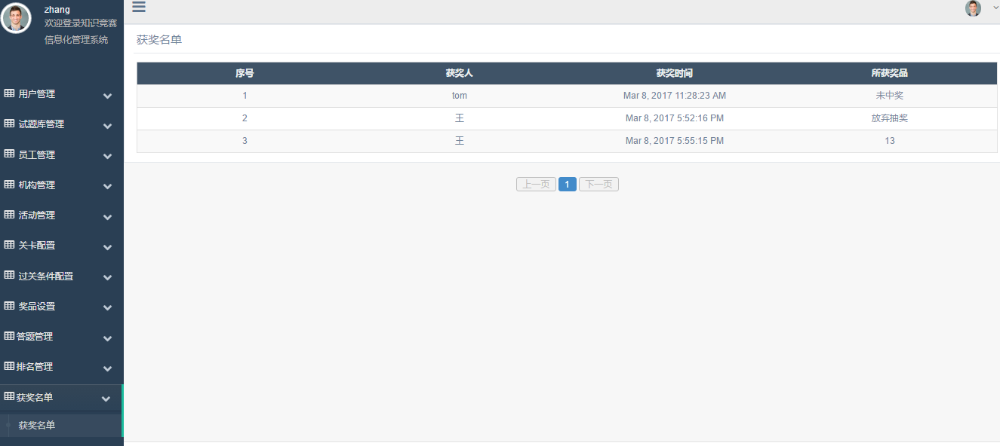 zhang
欢迎登录知识竞赛
信息化管理系统
用户管理
试题库管理
员工管理
机构管理
活动管理
关卡配置
过关条件配置
奖品设置
答题管理
排名管理
获奖名单
获奖名单
获奖名单
序号 获奖人 获奖时间 所获奖品
1 tom Mar 8, 2017 11:28:23 AM 未中奖
2 王 Mar 8, 2017 5:52:16 PM 放弃抽奖
3 王 Mar 8, 2017 5:55:15 PM 13
上一页 1 下一页